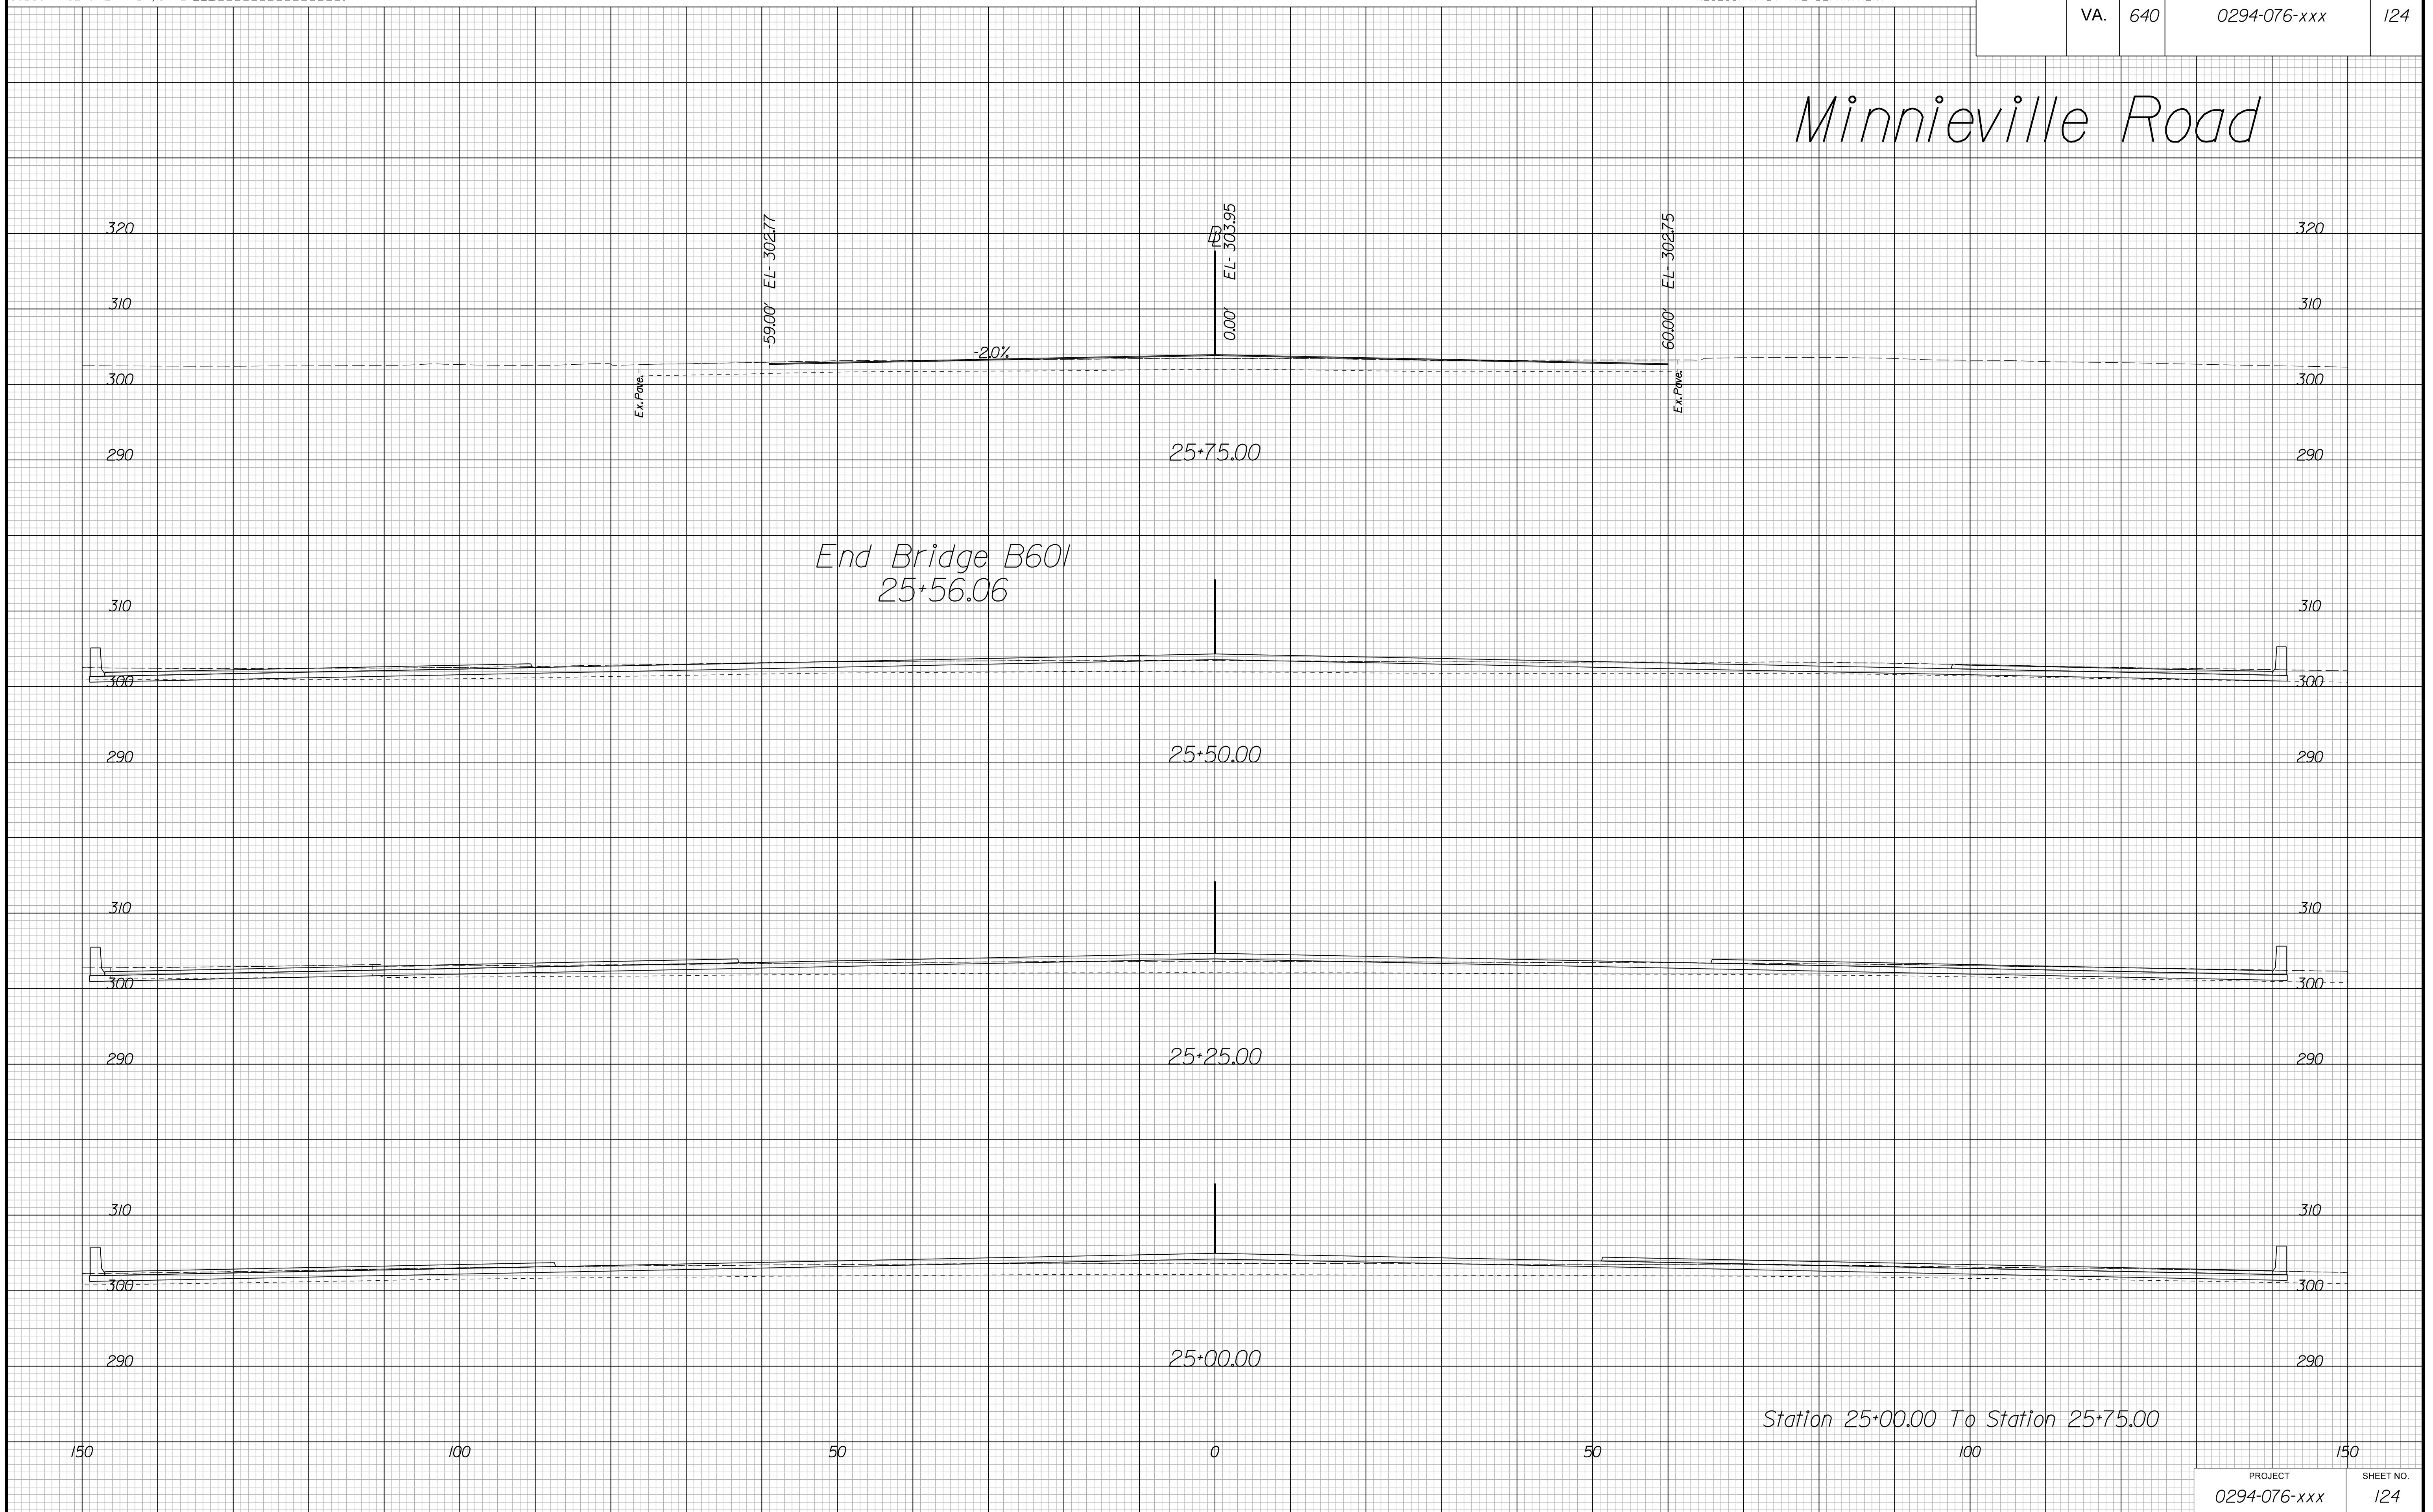 VA. 640 0294-076-xxx 124
Minnieville Road
-59.00' EL- 302.77
0.00' EL- 303.95
60.00' EL- 302.75
320 320
310 310
-2.0%
300 300
Ex. Pave. Ex. Pave.
290 25+75.00 290
End Bridge B601
25+56.06
310 310
300 300
290 25+50.00 290
310 310
300 300
290 25+25.00 290
310 310
300 300
290 25+00.00 290
Station 25+00.00 To Station 25+75.00
150 100 50 0 50 100 150
PROJECT SHEET NO.
0294-076-xxx 124